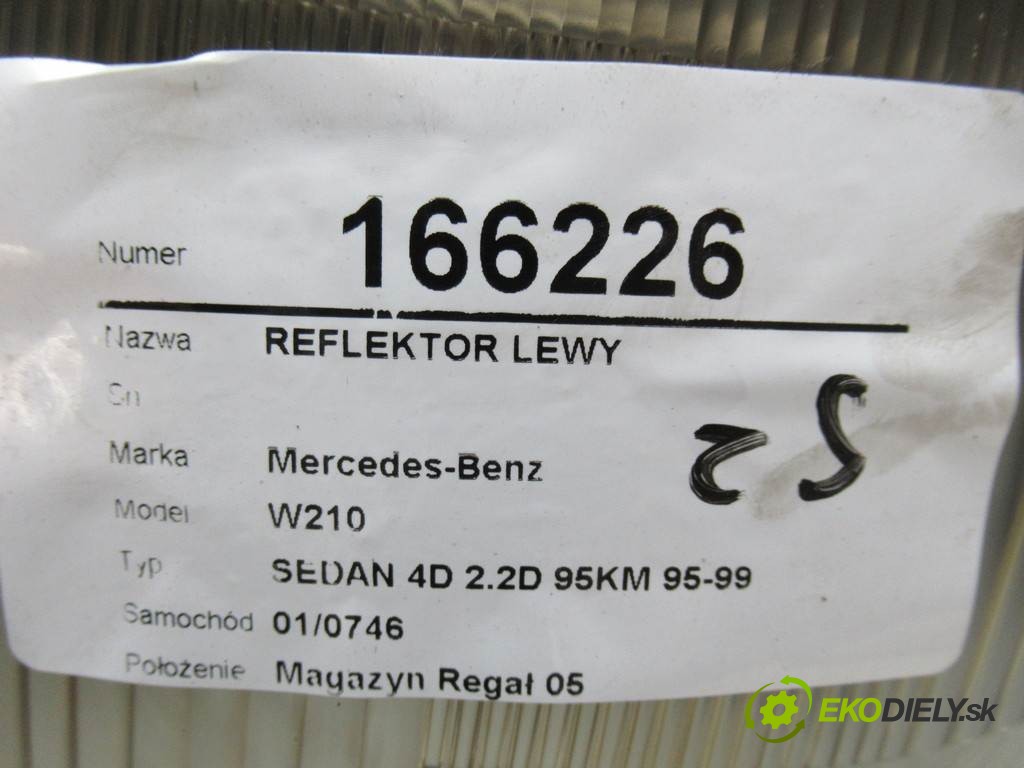 Numer 166226
Nazwa REFLEKTOR LEWY
Sn
Marka Mercedes-Benz
Model W210
Typ SEDAN 4D 2.2D 95KM 95-99
Samochód 01/0746
Położenie Magazyn Regał 05
EKODIELY.sk